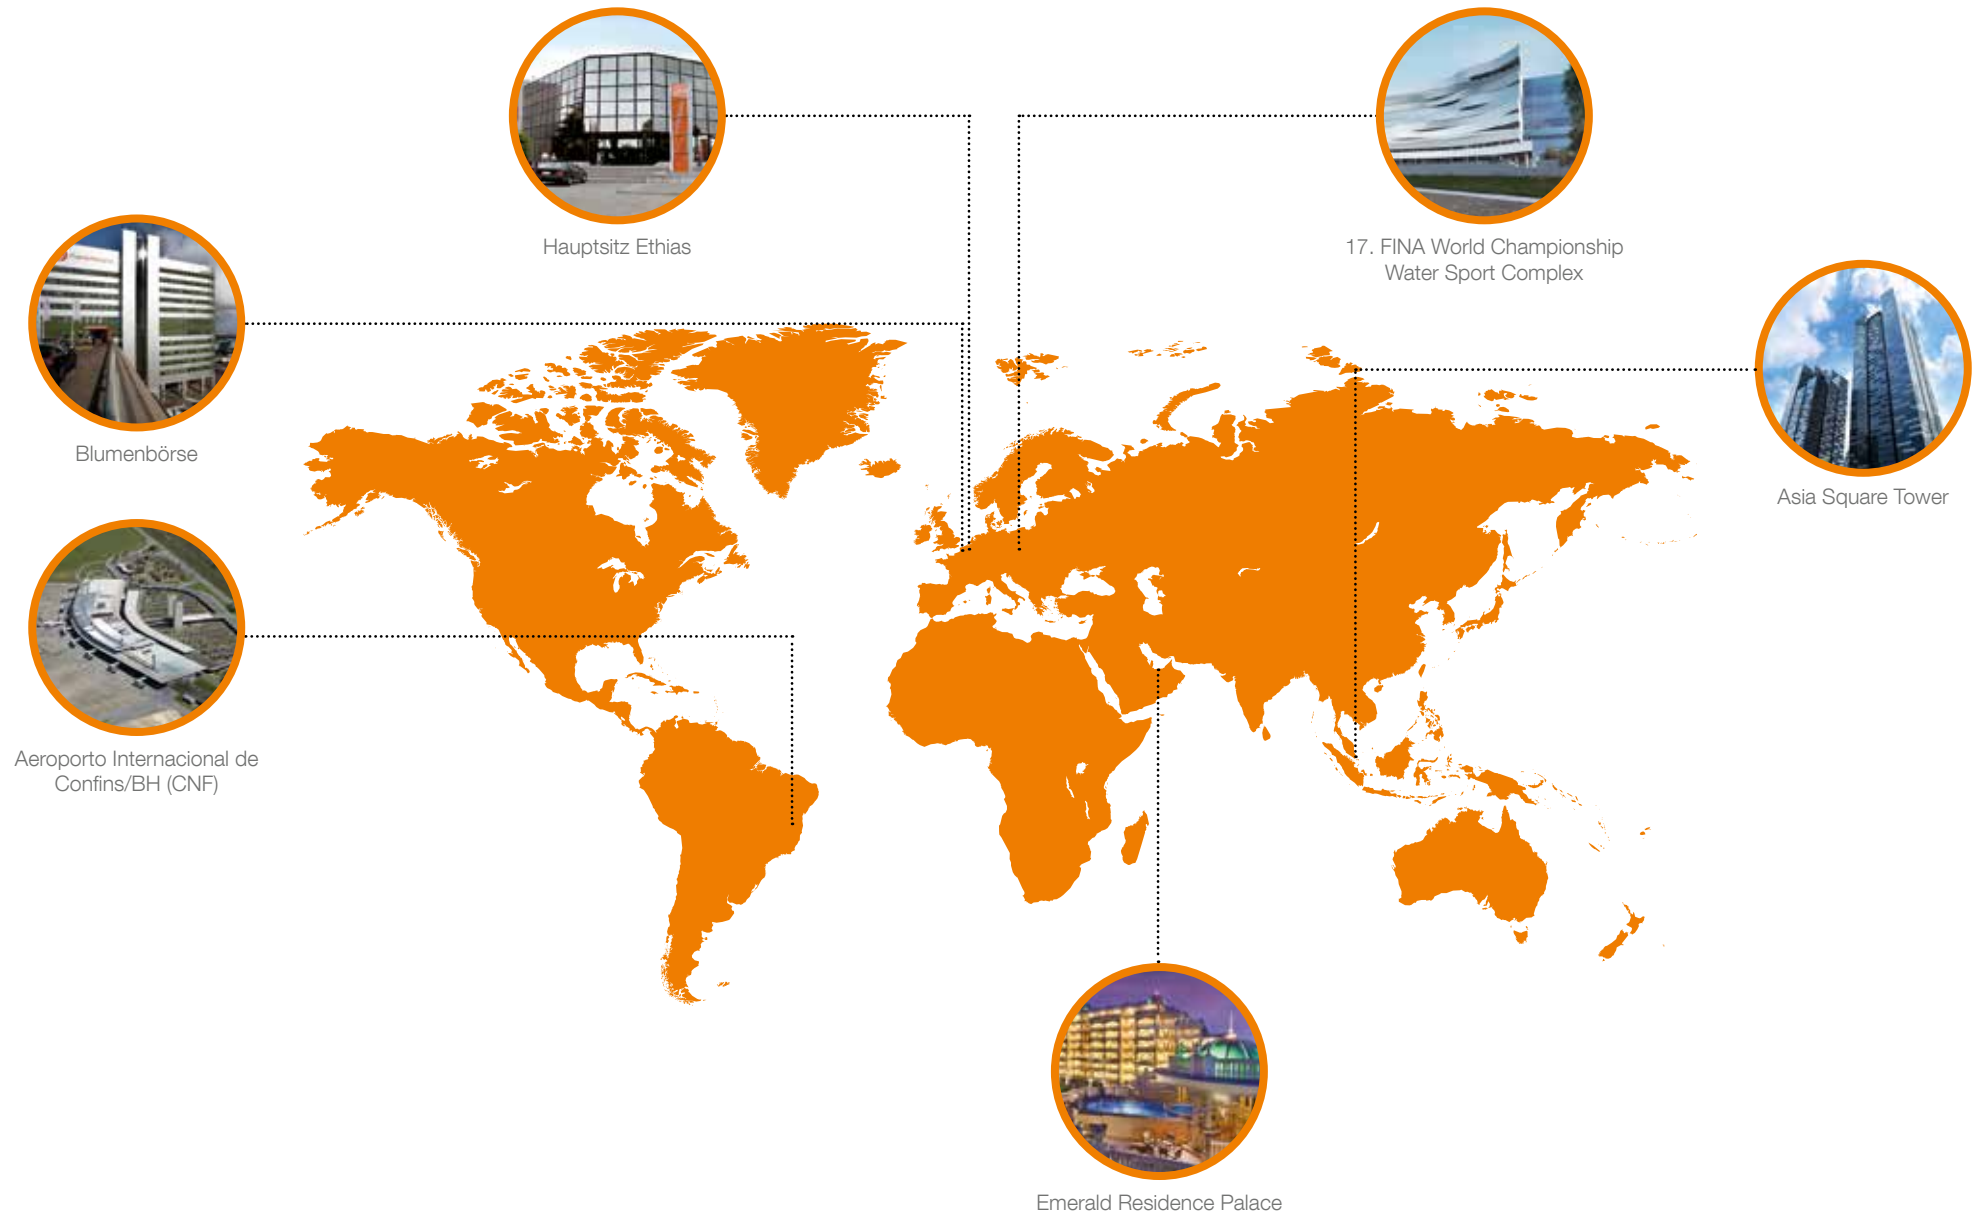 Hauptsitz Ethias
17. FINA World Championship
Water Sport Complex
Blumenbörse
Asia Square Tower
Aeroporto Internacional de
Confins/BH (CNF)
Emerald Residence Palace